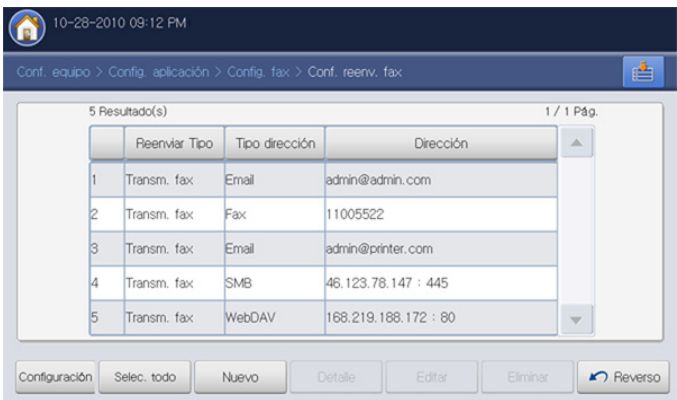 10-28-2010 09:12 PM
Conf. equipo > Config. aplicación > Config. fax > Conf. reenv. fax
5 Resultado(s) 1 / 1 Pág.
Reenviar Tipo Tipo dirección Dirección
1 Transm. fax Email admin@admin.com
2 Transm. fax Fax 11005522
3 Transm. fax Email admin@printer.com
4 Transm. fax SMB 46.123.78.147 : 445
5 Transm. fax WebDAV 168.219.188.172 : 80
Configuración Selec. todo Nuevo Detalle Editar Eliminar Reverso